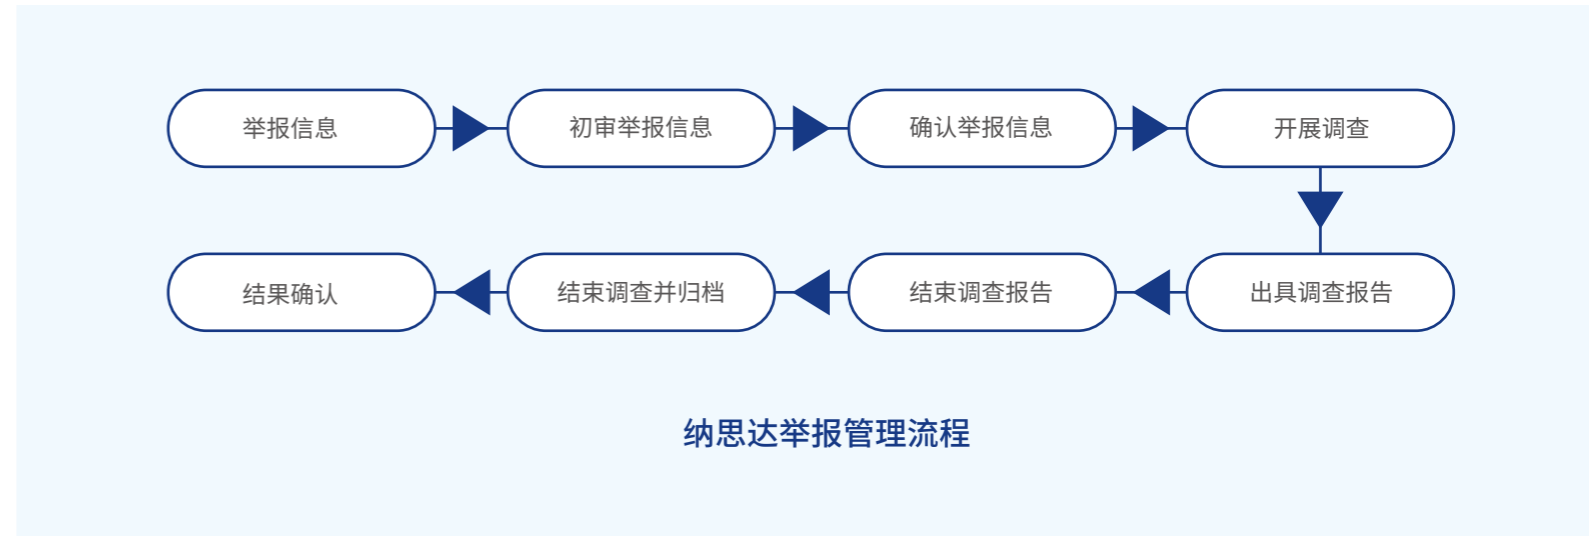 举报信息
初审举报信息
确认举报信息
开展调查
出具调查报告
结束调查报告
结束调查并归档
结果确认
纳思达举报管理流程